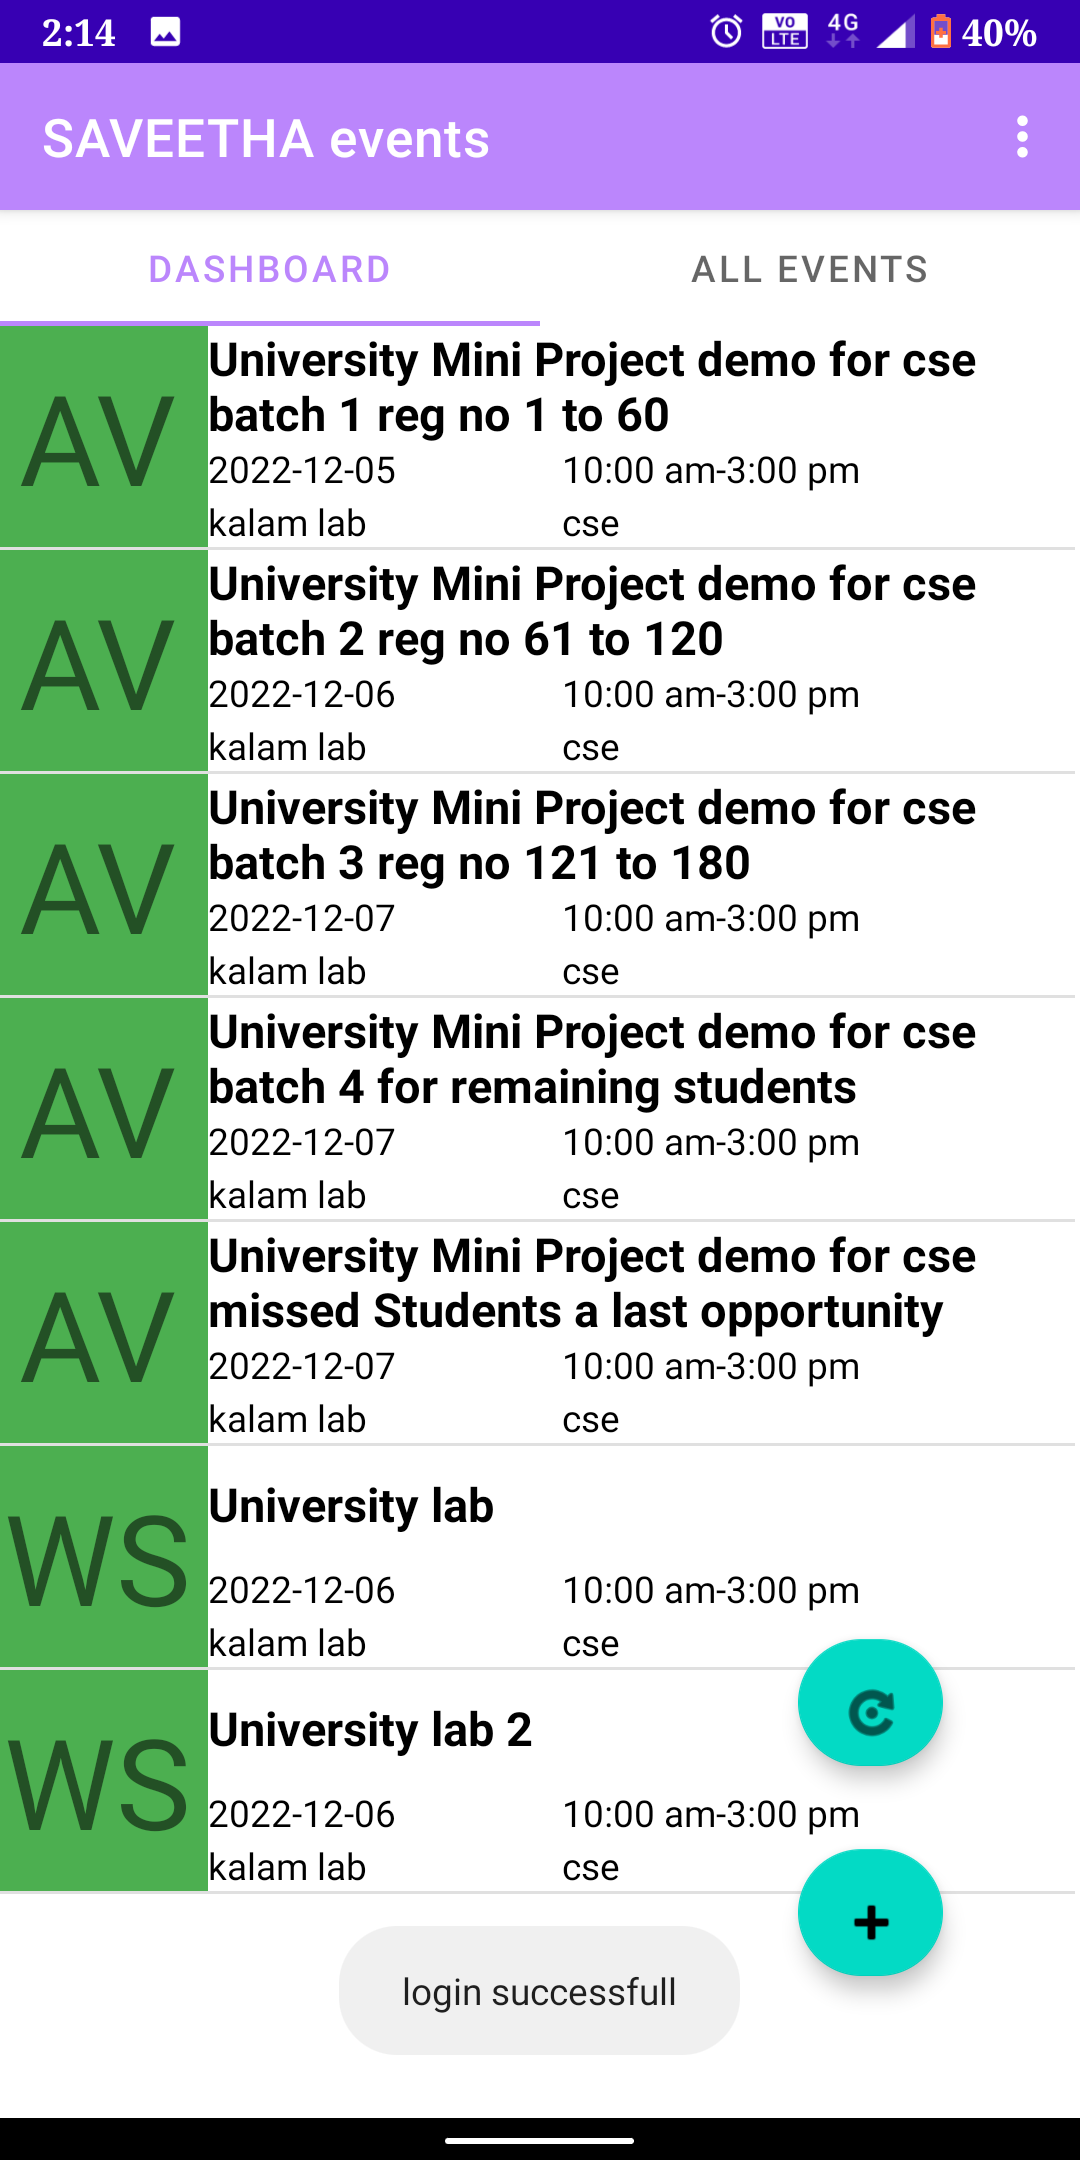 2:14
VO LTE 4G 40%
SAVEETHA events
DASHBOARD ALL EVENTS
AV
University Mini Project demo for cse
batch 1 reg no 1 to 60
2022-12-05 10:00 am-3:00 pm
kalam lab cse
AV
University Mini Project demo for cse
batch 2 reg no 61 to 120
2022-12-06 10:00 am-3:00 pm
kalam lab cse
AV
University Mini Project demo for cse
batch 3 reg no 121 to 180
2022-12-07 10:00 am-3:00 pm
kalam lab cse
AV
University Mini Project demo for cse
batch 4 for remaining students
2022-12-07 10:00 am-3:00 pm
kalam lab cse
AV
University Mini Project demo for cse
missed Students a last opportunity
2022-12-07 10:00 am-3:00 pm
kalam lab cse
WS
University lab
2022-12-06 10:00 am-3:00 pm
kalam lab cse
WS
University lab 2
2022-12-06 10:00 am-3:00 pm
kalam lab cse
login successfull